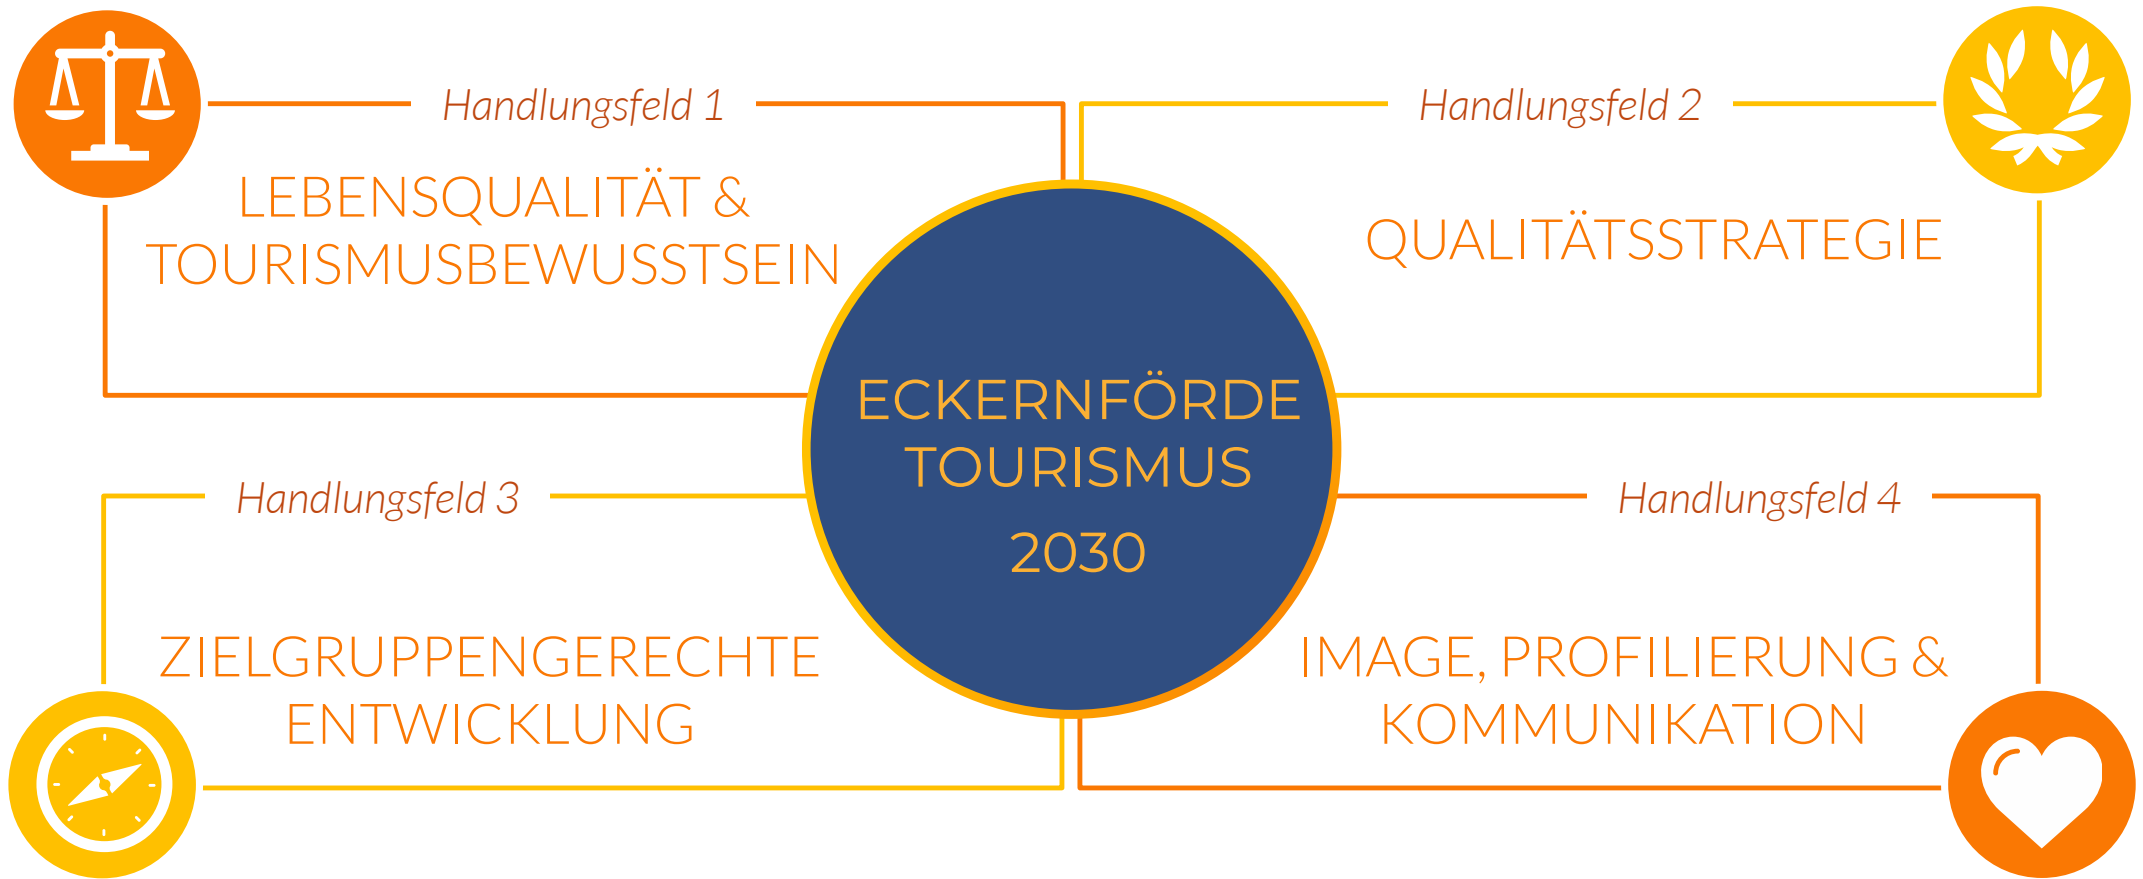 Handlungsfeld 1
LEBENSQUALITÄT &
TOURISMUSBEWUSSTSEIN
Handlungsfeld 2
QUALITÄTSSTRATEGIE
ECKERNFÖRDE
TOURISMUS
2030
Handlungsfeld 3
ZIELGRUPPENGERECHTE
ENTWICKLUNG
Handlungsfeld 4
IMAGE, PROFILIERUNG &
KOMMUNIKATION